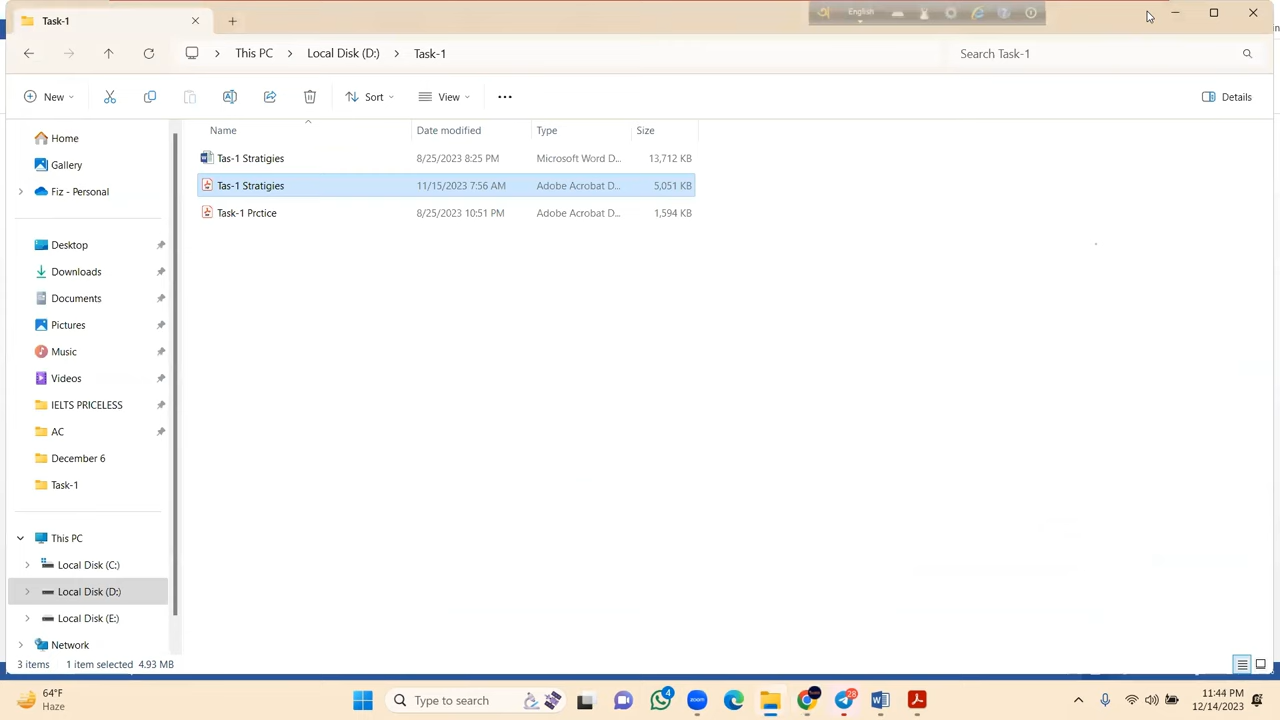 Task-1
English
This PC
Local Disk (D:)
Task-1
Search Task-1
New
Sort
View
Details
Name
Date modified
Type
Size
Tas-1 Stratigies
8/25/2023 8:25 PM
Microsoft Word D...
13,712 KB
Tas-1 Stratigies
11/15/2023 7:56 AM
Adobe Acrobat D...
5,051 KB
Task-1 Prctice
8/25/2023 10:51 PM
Adobe Acrobat D...
1,594 KB
Home
Gallery
Fiz - Personal
Desktop
Downloads
Documents
Pictures
Music
Videos
IELTS PRICELESS
AC
December 6
Task-1
This PC
Local Disk (C:)
Local Disk (D:)
Local Disk (E:)
Network
3 items
1 item selected 4.93 MB
64°F
Haze
Type to search
4
zoom
28
11:44 PM
12/14/2023